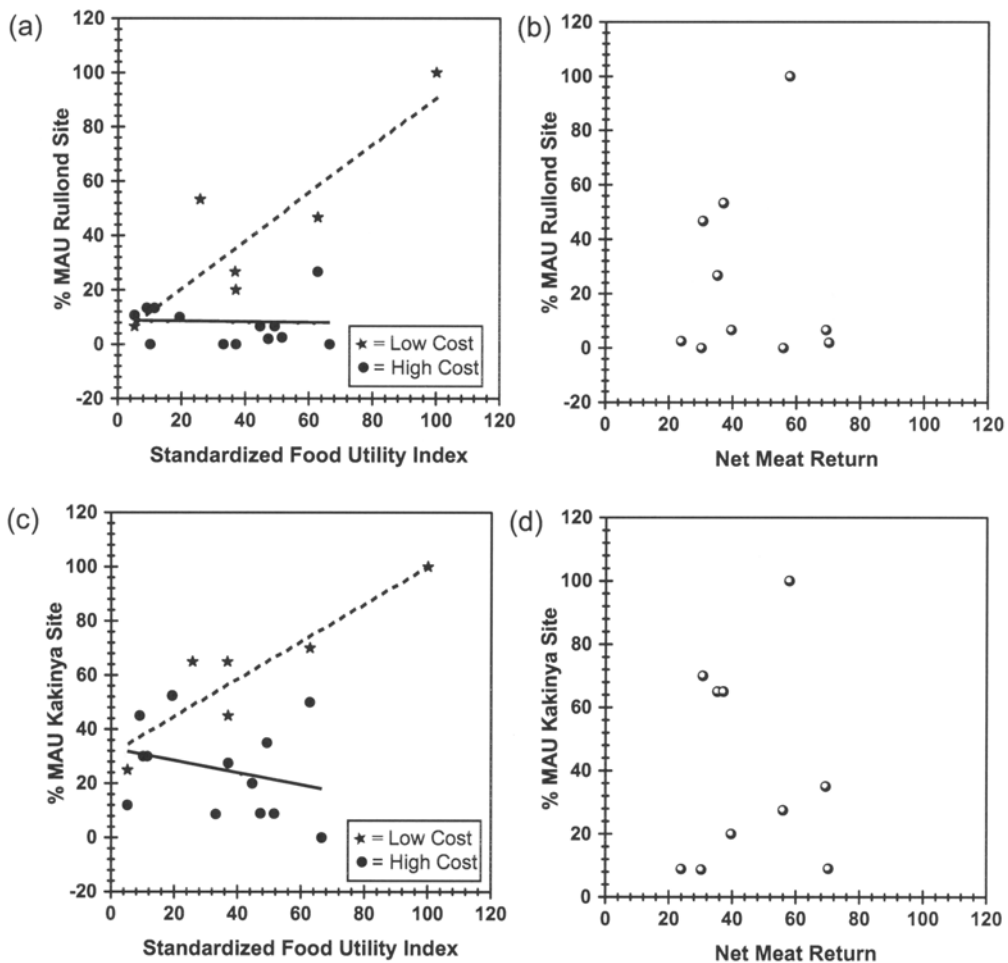 (a)
120
100
80
60
40
20
0
-20
% MAU Rullond Site
★ = Low Cost
● = High Cost
0 20 40 60 80 100 120
Standardized Food Utility Index
(b)
120
100
80
60
40
20
0
-20
% MAU Rullond Site
0 20 40 60 80 100 120
Net Meat Return
(c)
120
100
80
60
40
20
0
-20
% MAU Kakinya Site
★ = Low Cost
● = High Cost
0 20 40 60 80 100 120
Standardized Food Utility Index
(d)
120
100
80
60
40
20
0
% MAU Kakinya Site
0 20 40 60 80 100 120
Net Meat Return